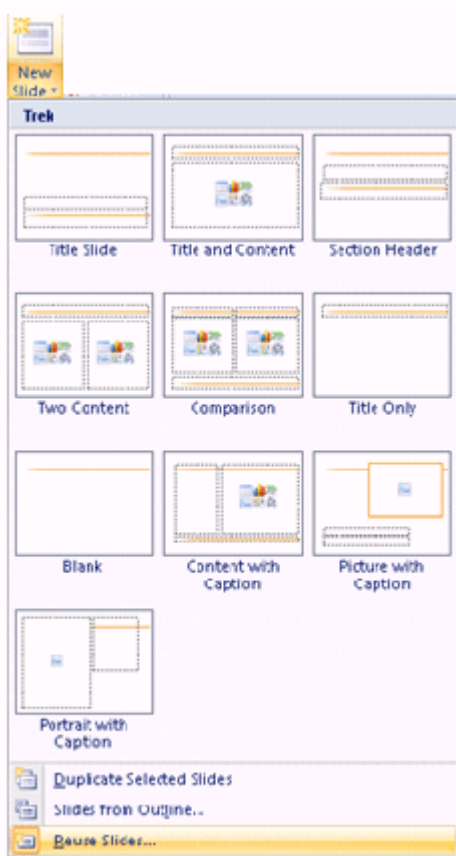 New
Slide
Trek
Title Slide
Title and Content
Section Header
Two Content
Comparison
Title Only
Blank
Content with
Caption
Picture with
Caption
Portrait with
Caption
Duplicate Selected Slides
Slides from Outline...
Reuse Slides...